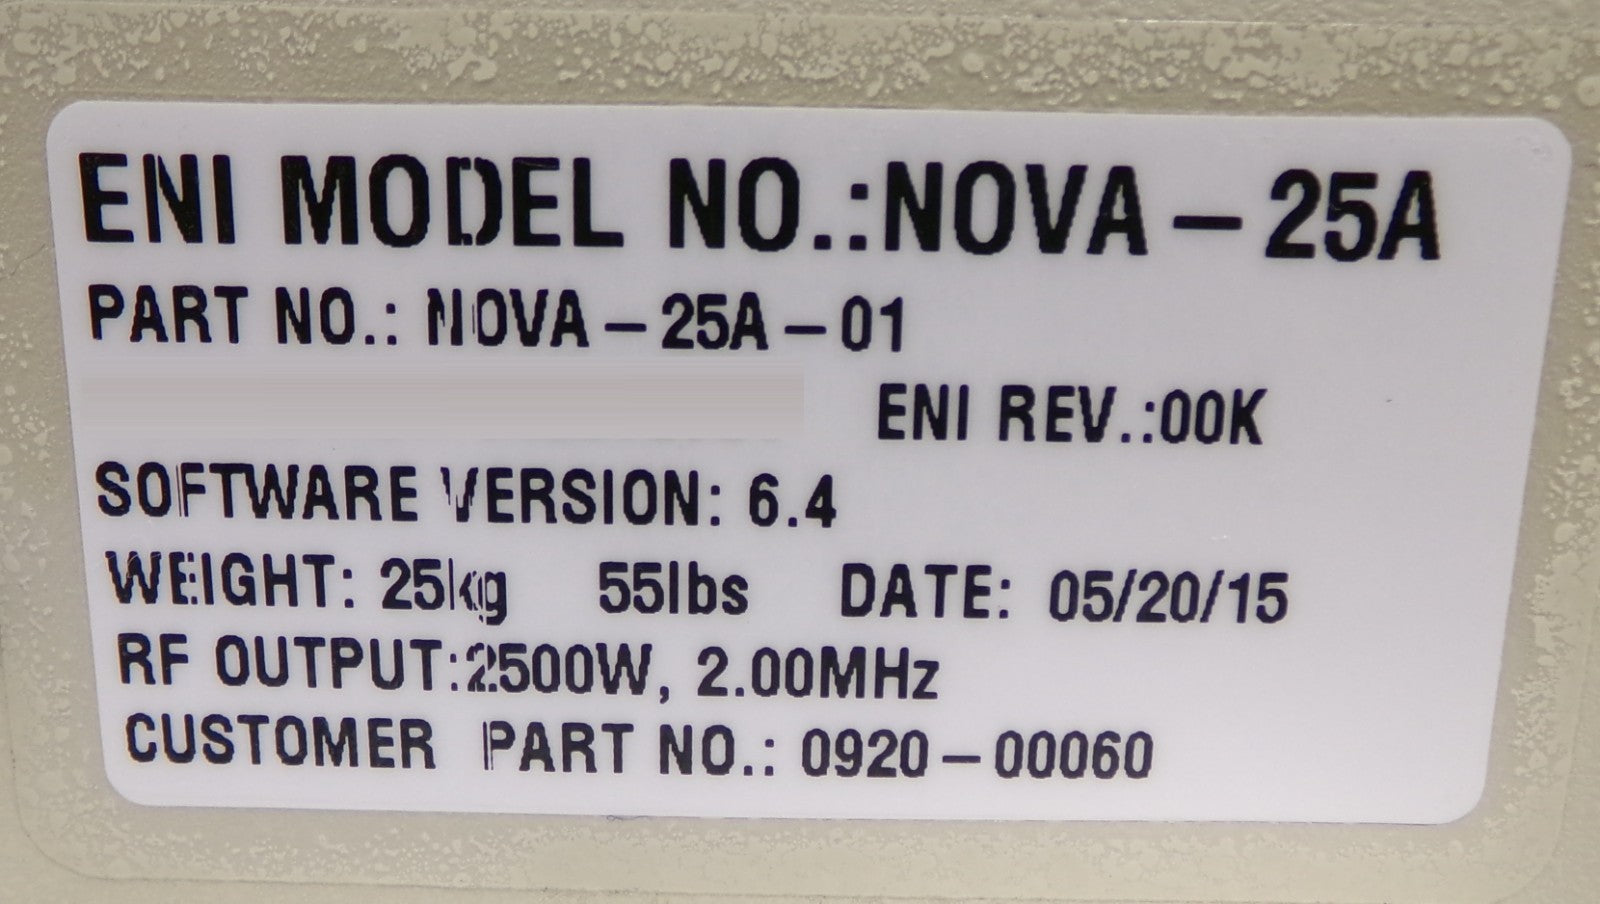 ENI MODEL NO.:NOVA-25A
PART NO.: NOVA-25A-01
ENI REV.:00K
SOFTWARE VERSION: 6.4
WEIGHT: 25kg 55lbs DATE: 05/20/15
RF OUTPUT:2500W, 2.00MHz
CUSTOMER PART NO.: 0920-00060